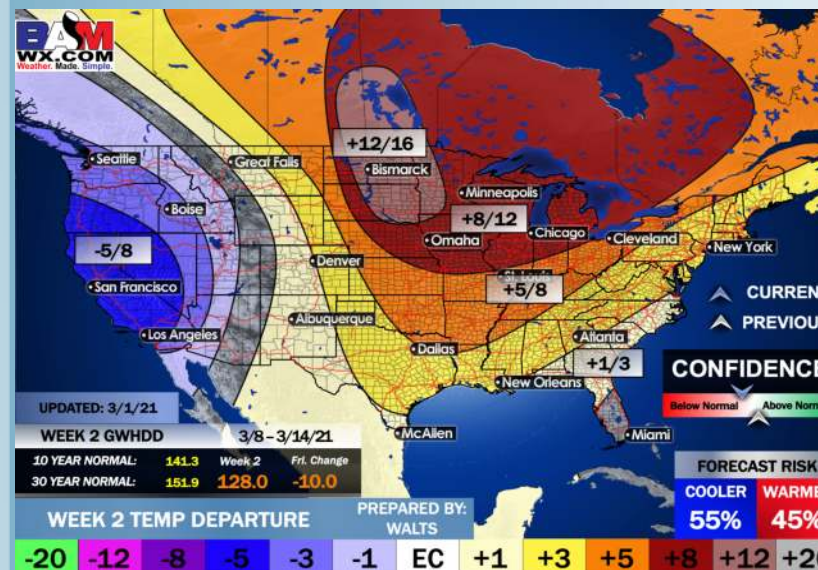 BAM
WX.COM
Weather. Made. Simple.
Seattle
Great Falls
+12/16
Bismarck
Minneapolis
Boise
+8/12
Omaha
Chicago
Cleveland
New York
-5/8
Denver
St. Louis
+5/8
San Francisco
CURREN
Albuquerque
Atlanta
PREVIOU
Los Angeles
Dallas
+1/3
CONFIDENCE
New Orleans
Below Normal
Above Norm
UPDATED: 3/1/21
WEEK 2 GWHDD 3/8 – 3/14/21
McAllen
Miami
10 YEAR NORMAL: 141.3 Week 2 Fri. Change
30 YEAR NORMAL: 151.9 128.0 -10.0
FORECAST RISK
COOLER WARME
55% 45%
WEEK 2 TEMP DEPARTURE
PREPARED BY:
WALTS
-20 -12 -8 -5 -3 -1 EC +1 +3 +5 +8 +12 +20